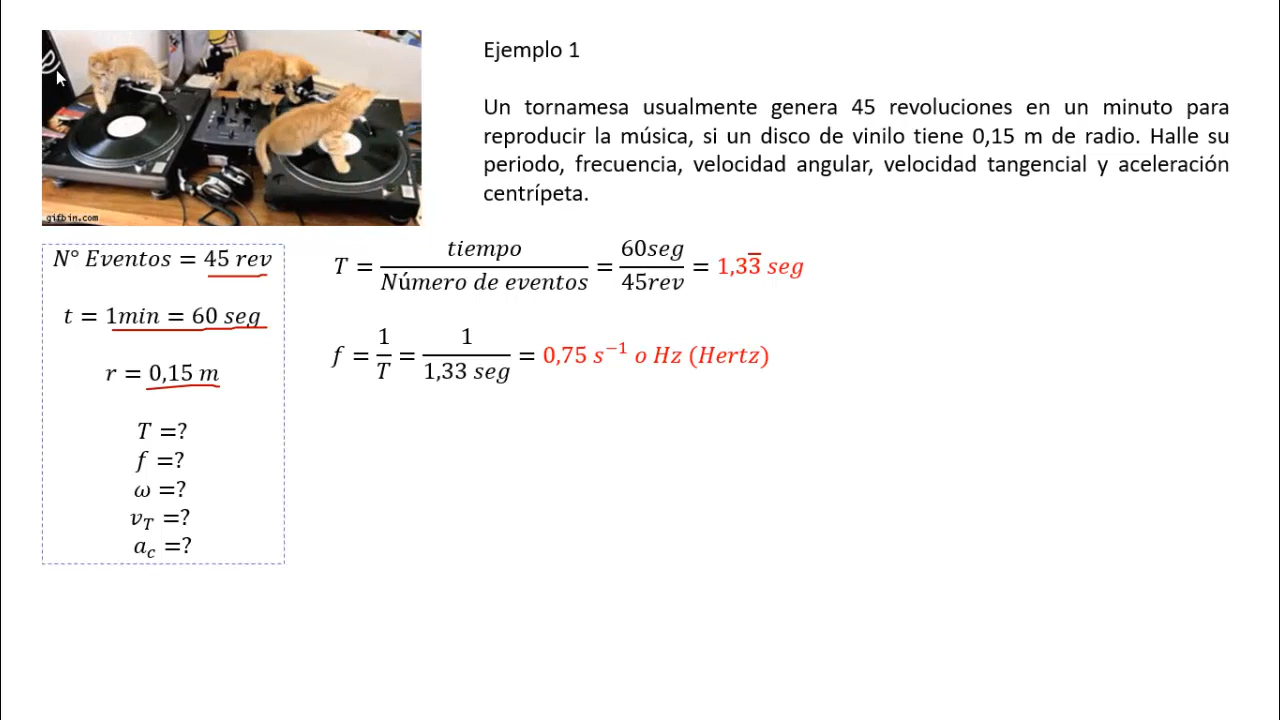 Ejemplo 1
Un tornamesa usualmente genera 45 revoluciones en un minuto para
reproducir la música, si un disco de vinilo tiene 0,15 m de radio. Halle su
periodo, frecuencia, velocidad angular, velocidad tangencial y aceleración
centrípeta.
gifbin.com
N° Eventos = 45 rev
t = 1min = 60 seg
r = 0,15 m
T =?
f =?
ω =?
v_T =?
a_c =?
T = tiempo / Número de eventos = 60seg / 45rev = 1,33̅ seg
f = 1 / T = 1 / 1,33 seg = 0,75 s⁻¹ o Hz (Hertz)